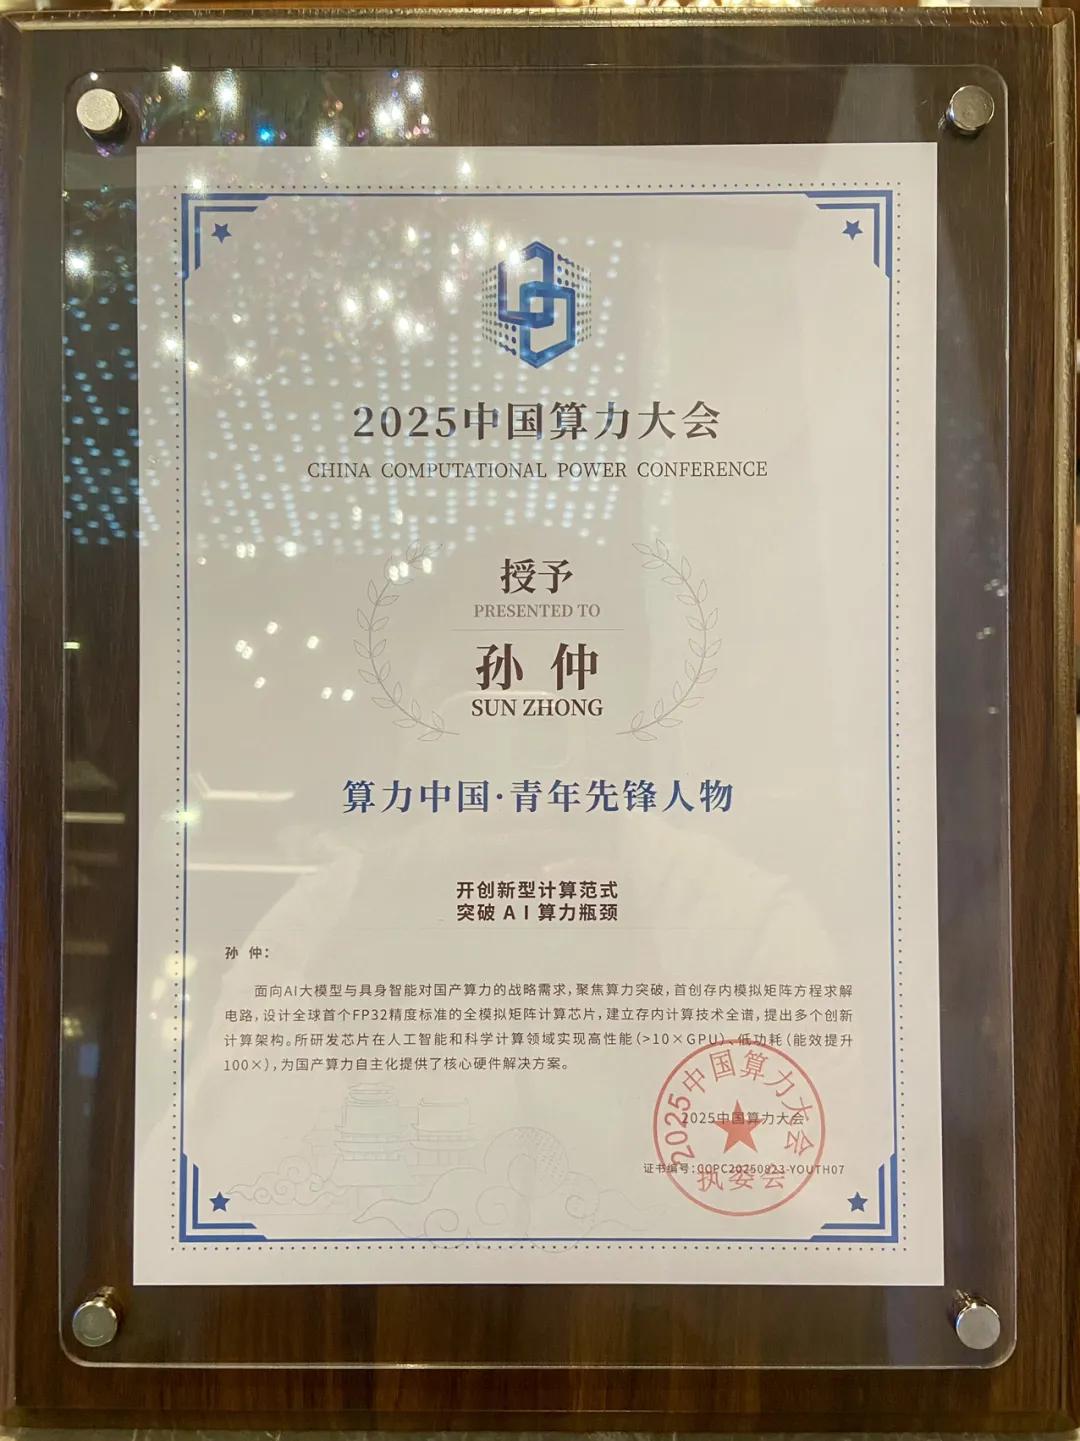 2025中国算力大会
CHINA COMPUTATIONAL POWER CONFERENCE
授予
PRESENTED TO
孙 仲
SUN ZHONG
算力中国·青年先锋人物
开创新型计算范式
突破AI算力瓶颈
孙 仲：
面向AI大模型与具身智能对国产算力的战略需求，聚焦算力突破，首创存内模拟矩阵方程求解
电路，设计全球首个FP32精度标准的全模拟矩阵计算芯片，建立存内计算技术全谱，提出多个创新
计算架构。所研发芯片在人工智能和科学计算领域实现高性能（>10×GPU）、低功耗（能效提升
100×），为国产算力自主化提供了核心硬件解决方案。
2025中国算力大会
2025中国算力大会
证书编号：CCPC20250823-YOUTH07
执委会